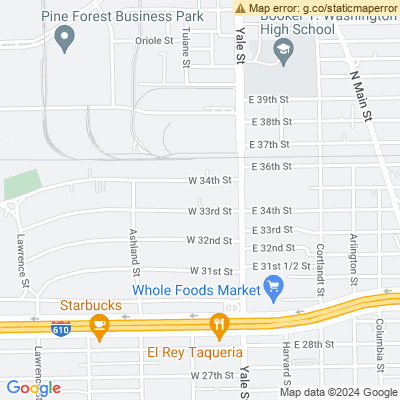 Map error: g.co/staticmaperror
Pine Forest Business Park
Booker T. Washington
High School
Oriole St
Tulane St
Yale St
N Main St
E 39th St
E 38th St
E 37th St
E 36th St
W 34th St
W 33rd St
E 34th St
E 33rd St
W 32nd St
E 32nd St
Ashland St
Lawrence St
Cortlandt St
Arlington St
W 31st St
E 31st 1/2 St
Whole Foods Market
Starbucks
610
El Rey Taqueria
E 28th St
Lawrence St
Yale S
Harvard S
Columbia S
W 27th St
Google
Map data ©2024 Google